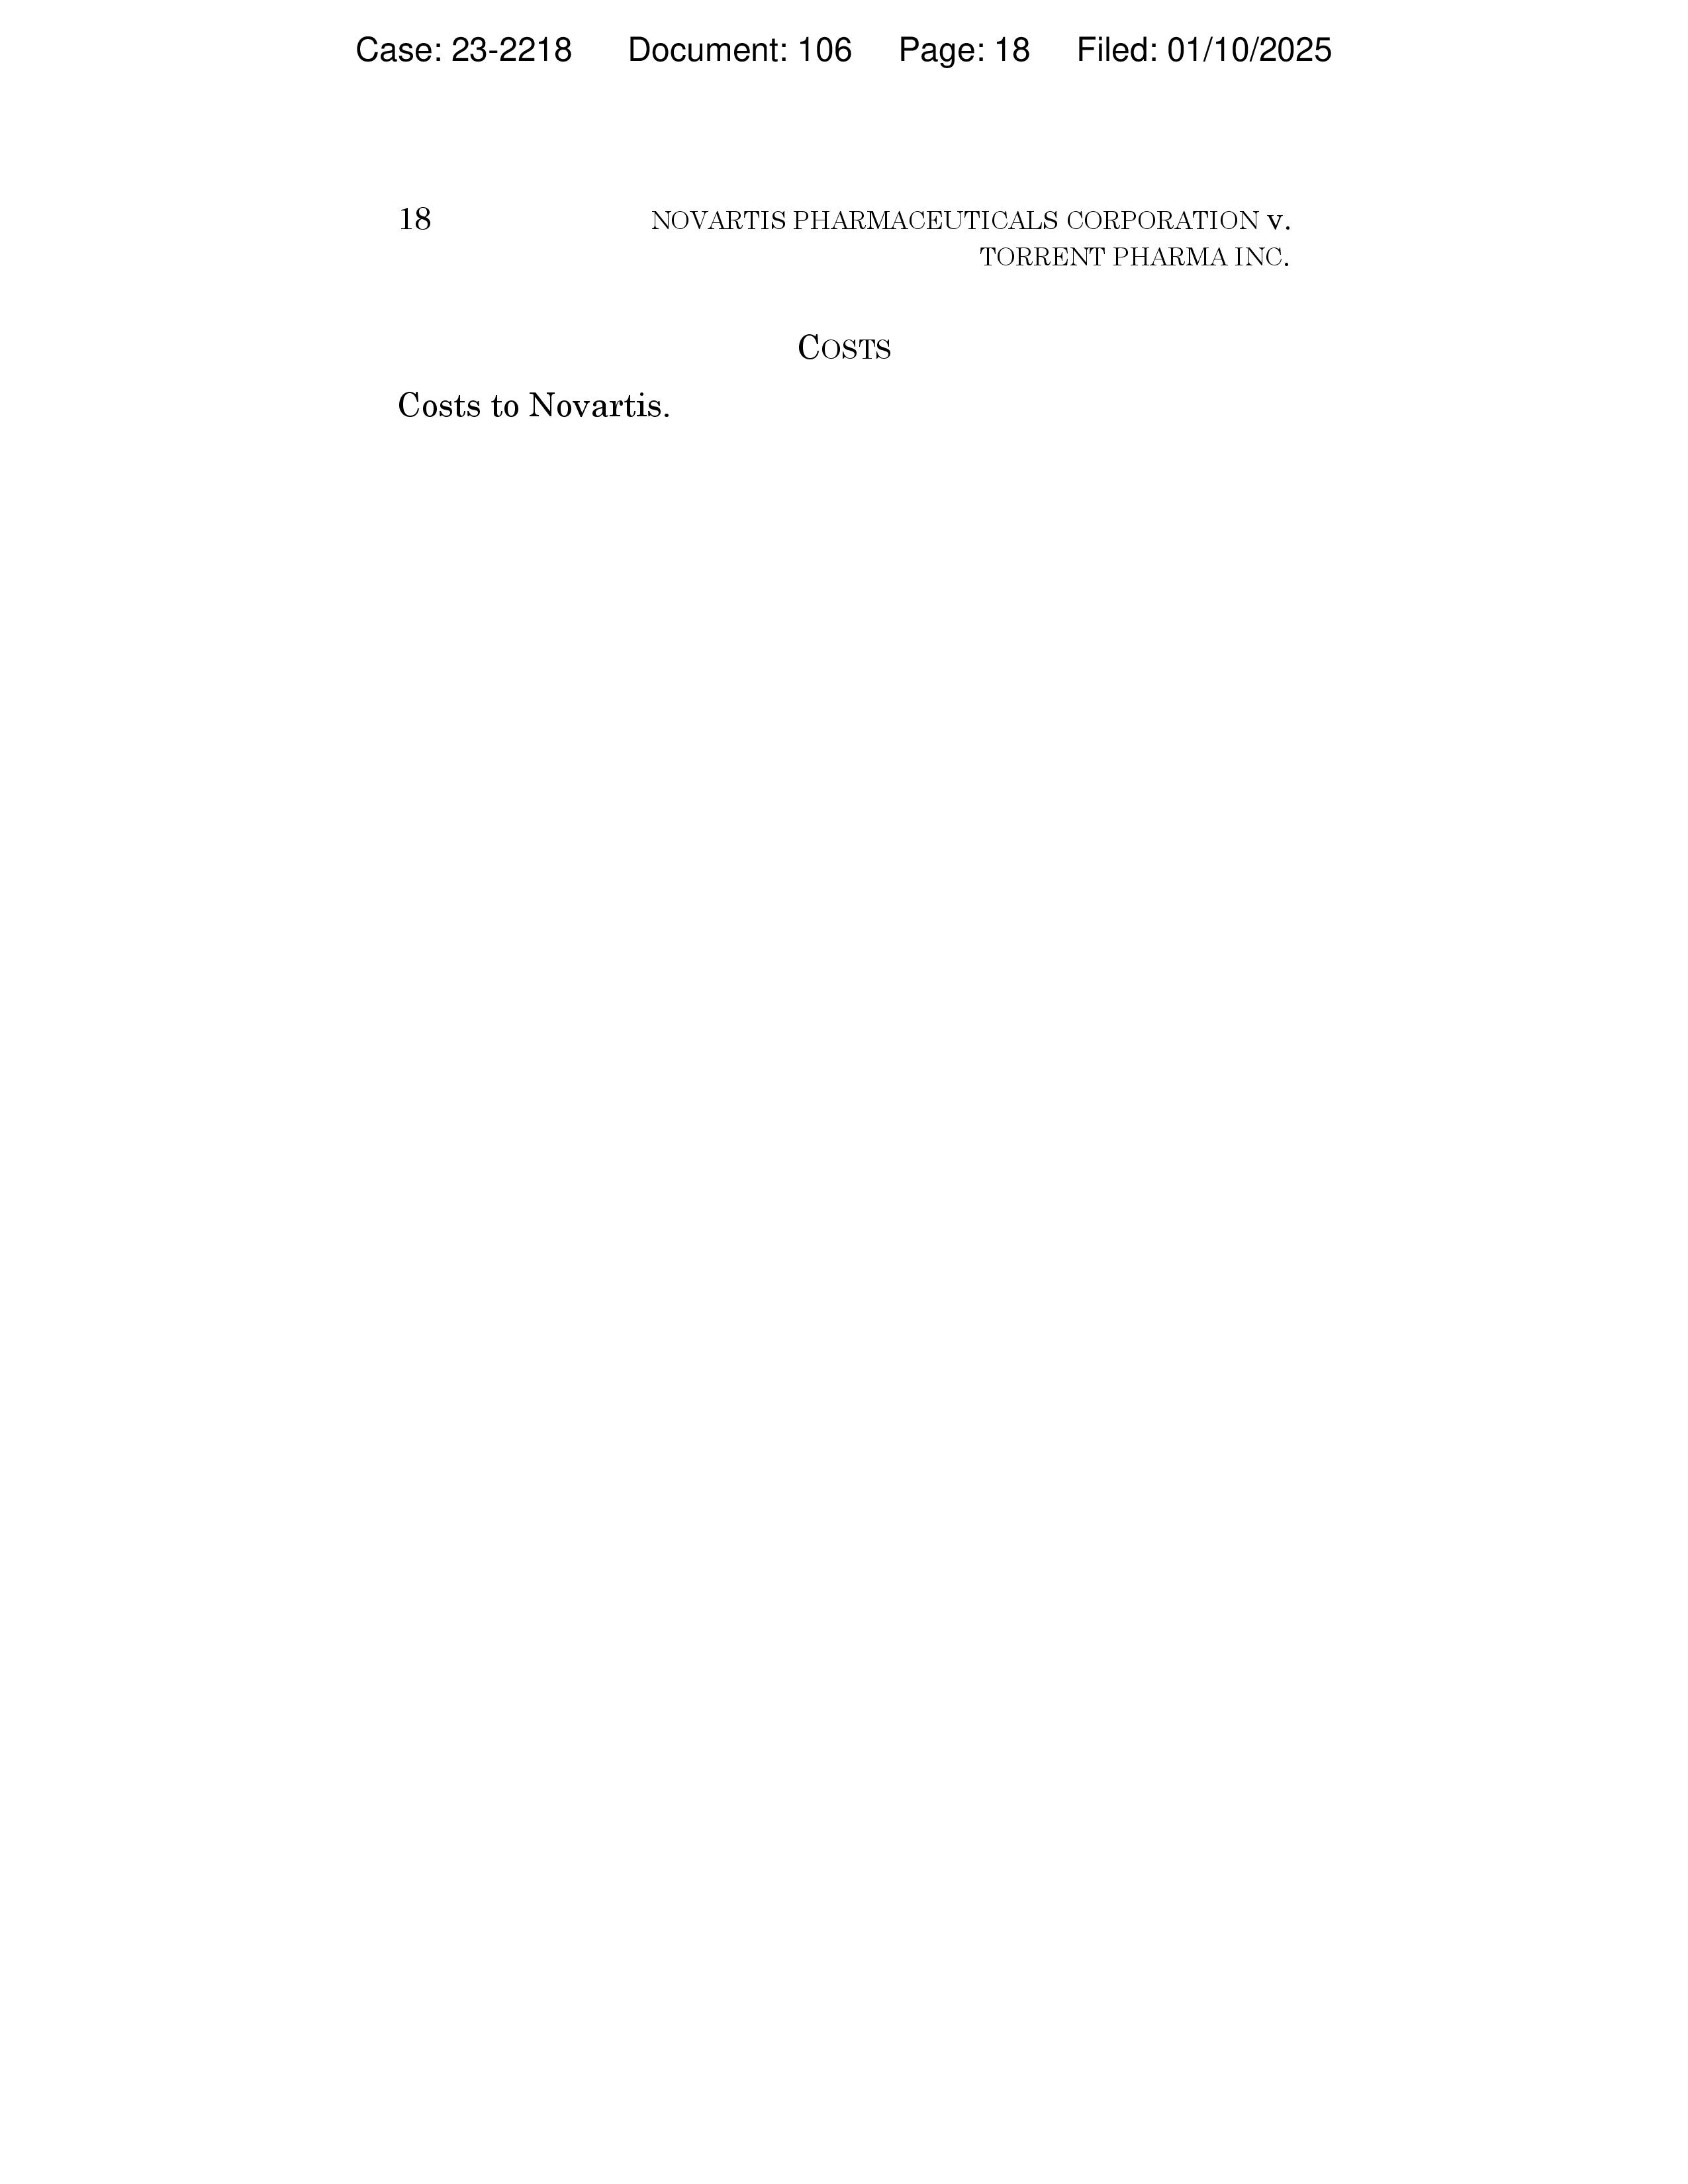 Case: 23-2218 Document: 106 Page: 18 Filed: 01/10/2025
18 NOVARTIS PHARMACEUTICALS CORPORATION v.
TORRENT PHARMA INC.
COSTS
Costs to Novartis.